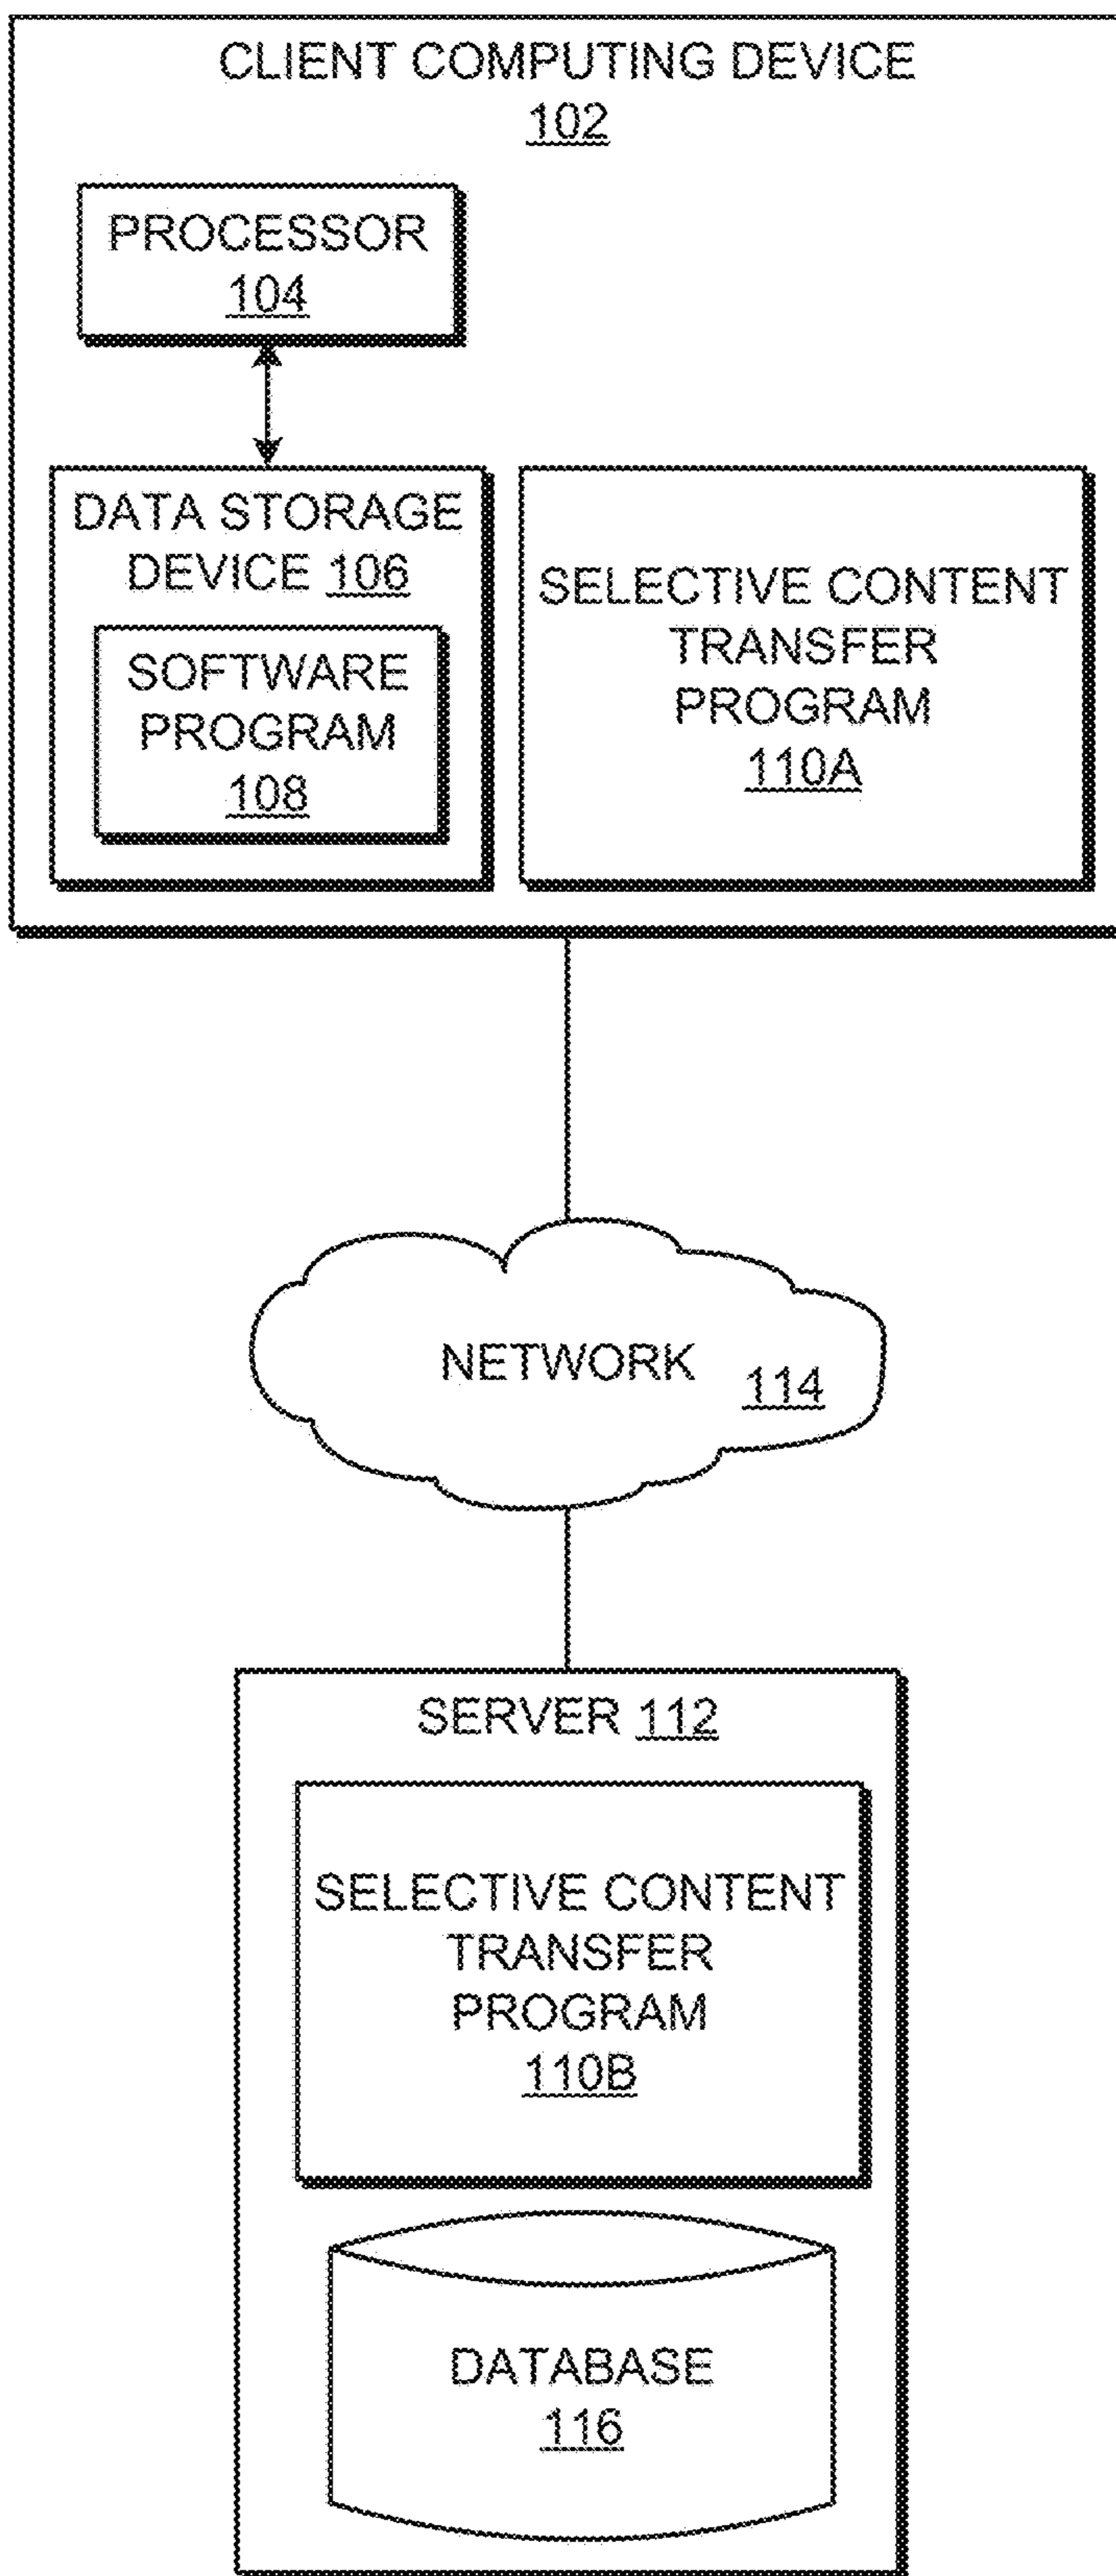 CLIENT COMPUTING DEVICE
102
PROCESSOR
104
DATA STORAGE
DEVICE 106
SOFTWARE
PROGRAM
108
SELECTIVE CONTENT
TRANSFER
PROGRAM
110A
NETWORK 114
SERVER 112
SELECTIVE CONTENT
TRANSFER
PROGRAM
110B
DATABASE
116